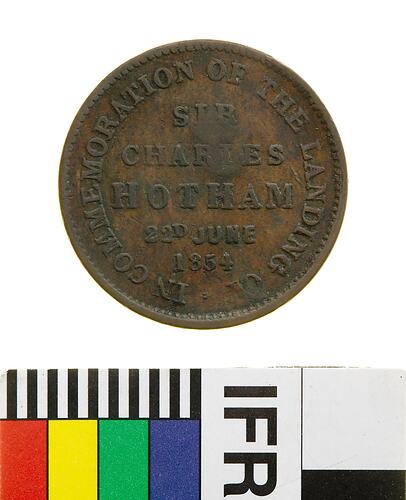 IN COMMEMORATION OF THE LANDING OF
SIR
CHARLES
HOTHAM
22D JUNE
1854
IFR